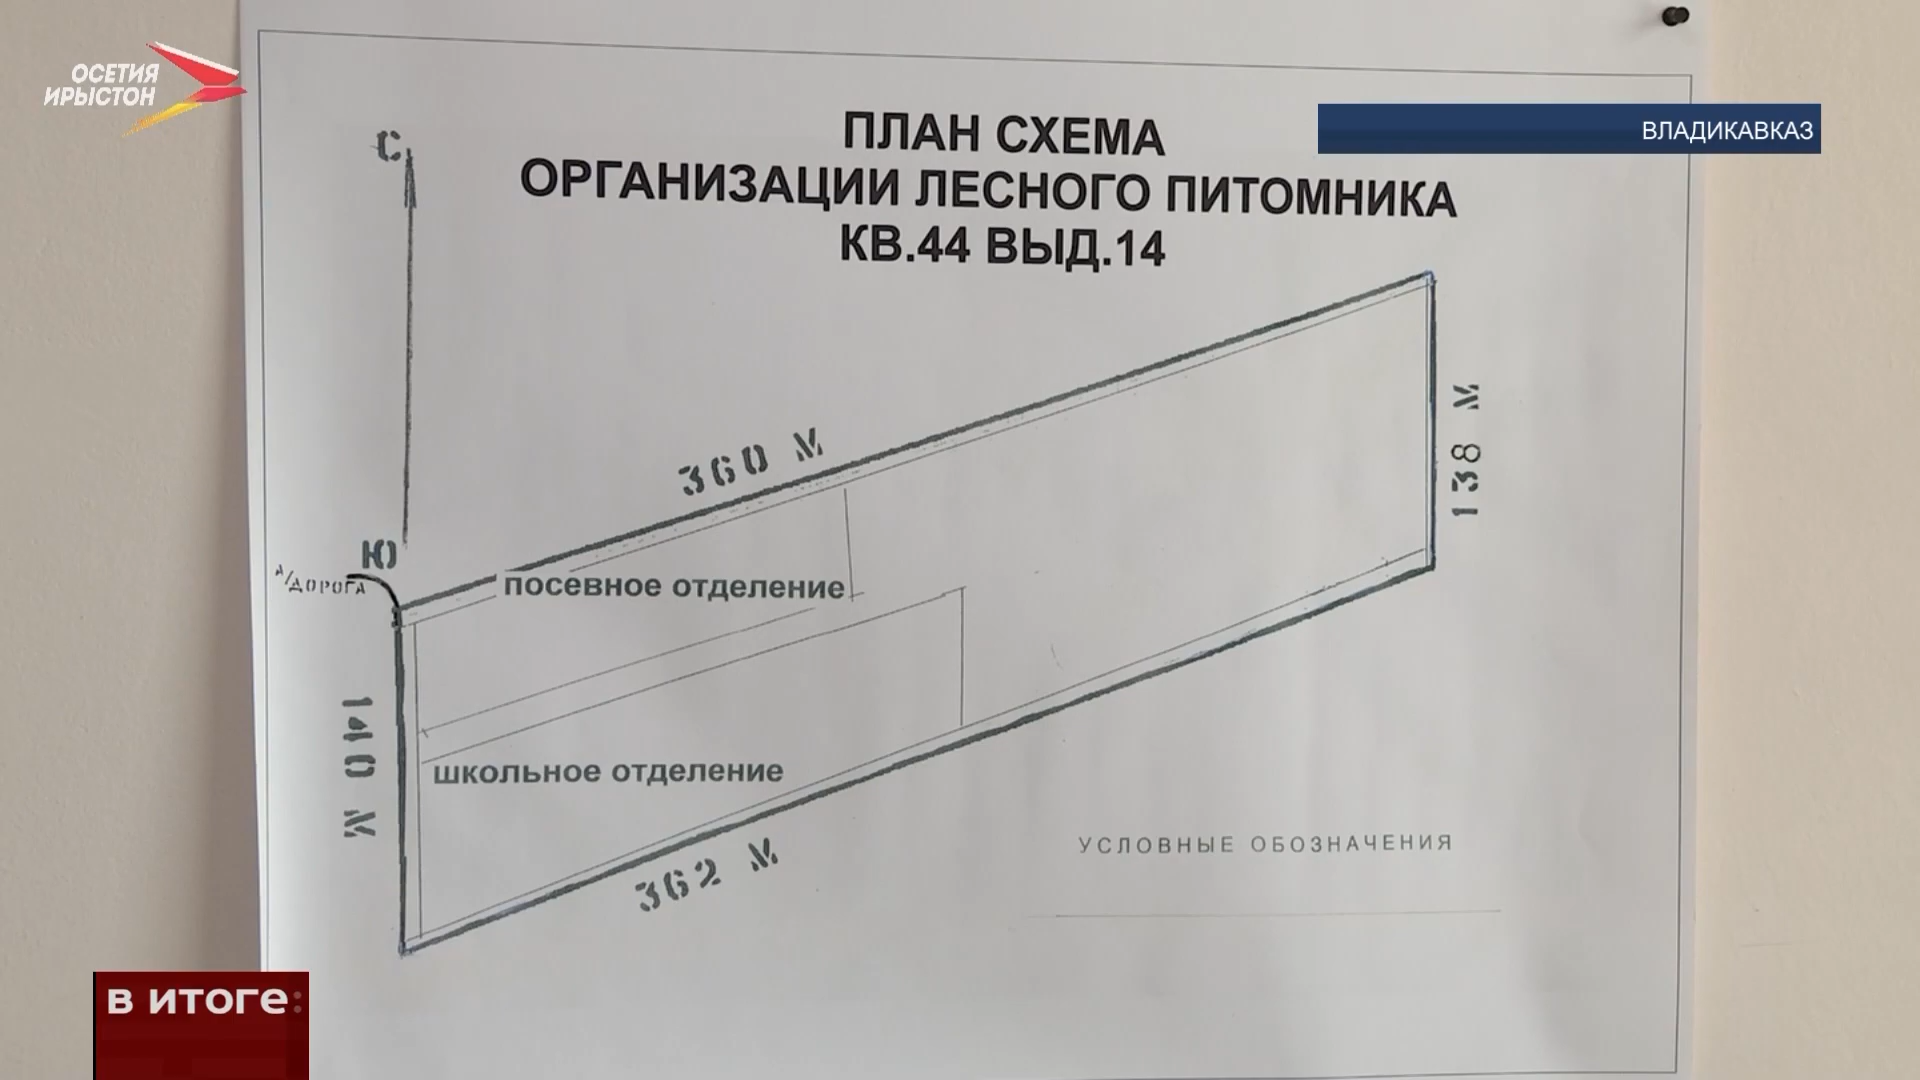 ОСЕТИЯ
ИРЫСТОН
ВЛАДИКАВКАЗ
ПЛАН СХЕМА
ОРГАНИЗАЦИИ ЛЕСНОГО ПИТОМНИКА
КВ.44 ВЫД.14
С
360 М
138 М
Ю
А/ДОРОГА
посевное отделение
140 М
школьное отделение
362 М
УСЛОВНЫЕ ОБОЗНАЧЕНИЯ
В ИТОГЕ: